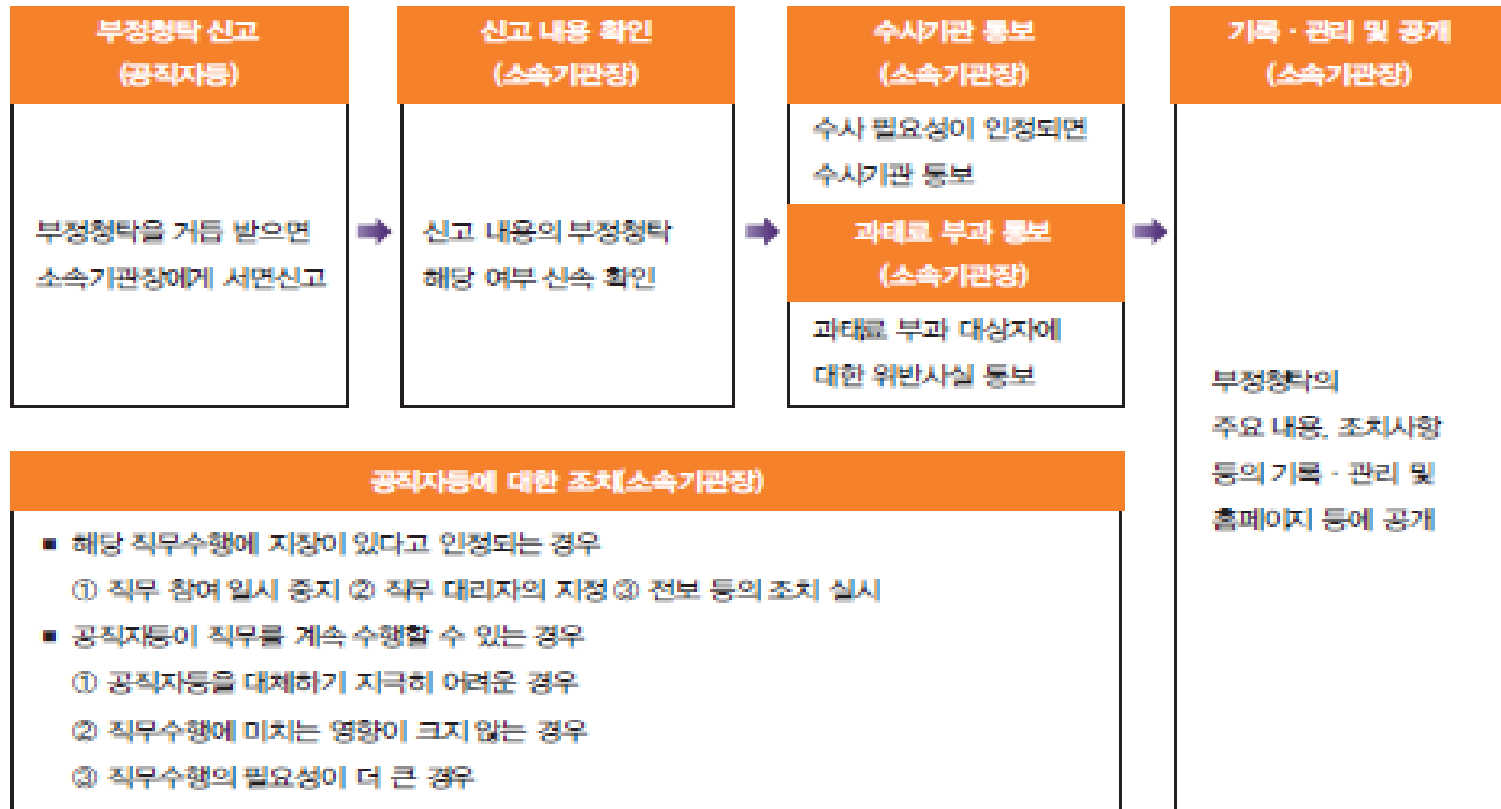 부정청탁 신고
(공직자등)
부정청탁을 거듭 받으면
소속기관장에게 서면신고
신고 내용 확인
(소속기관장)
신고 내용의 부정청탁
해당 여부 신속 확인
수사기관 통보
(소속기관장)
수사 필요성이 인정되면
수사기관 통보
과태료 부과 통보
(소속기관장)
과태료 부과 대상자에
대한 위반사실 통보
기록 · 관리 및 공개
(소속기관장)
부정청탁의
주요 내용, 조치사항
등의 기록 · 관리 및
홈페이지 등에 공개
공직자등에 대한 조치(소속기관장)
■ 해당 직무수행에 지장이 있다고 인정되는 경우
① 직무 참여 일시 중지 ② 직무 대리자의 지정 ③ 전보 등의 조치 실시
■ 공직자등이 직무를 계속 수행할 수 있는 경우
① 공직자등을 대체하기 지극히 어려운 경우
② 직무수행에 미치는 영향이 크지 않는 경우
③ 직무수행의 필요성이 더 큰 경우